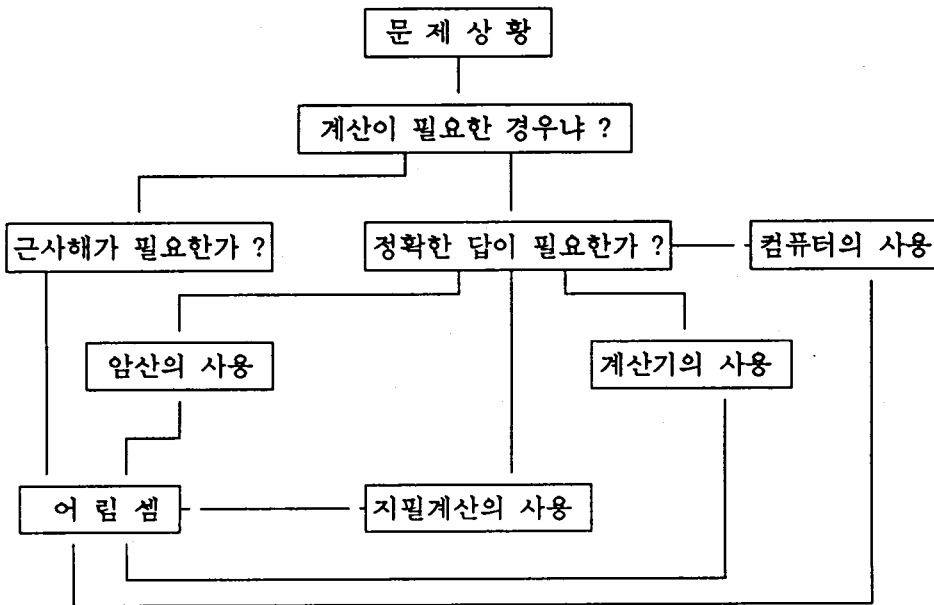 문 제 상 황
계산이 필요한 경우냐 ?
근사해가 필요한가 ?
정확한 답이 필요한가 ?
컴퓨터의 사용
암산의 사용
계산기의 사용
어 림 셈
지필계산의 사용